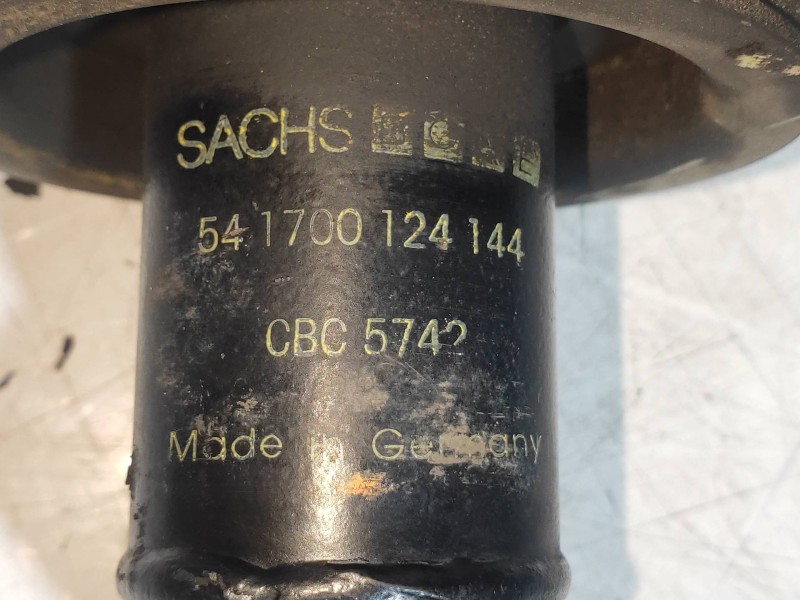 SACHS
54 1700 124 144
CBC 5742
Made in Germany